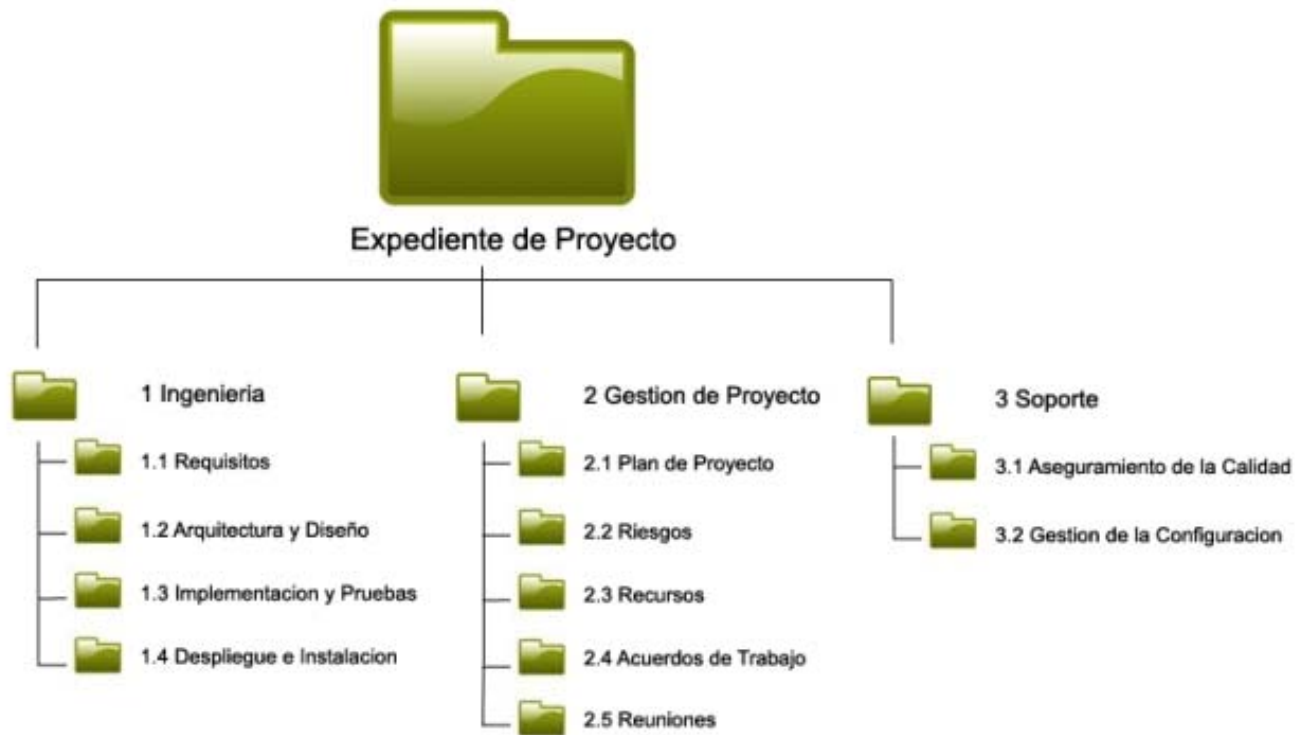 Expediente de Proyecto
1 Ingenieria
1.1 Requisitos
1.2 Arquitectura y Diseño
1.3 Implementacion y Pruebas
1.4 Despliegue e Instalacion
2 Gestion de Proyecto
2.1 Plan de Proyecto
2.2 Riesgos
2.3 Recursos
2.4 Acuerdos de Trabajo
2.5 Reuniones
3 Soporte
3.1 Aseguramiento de la Calidad
3.2 Gestion de la Configuracion